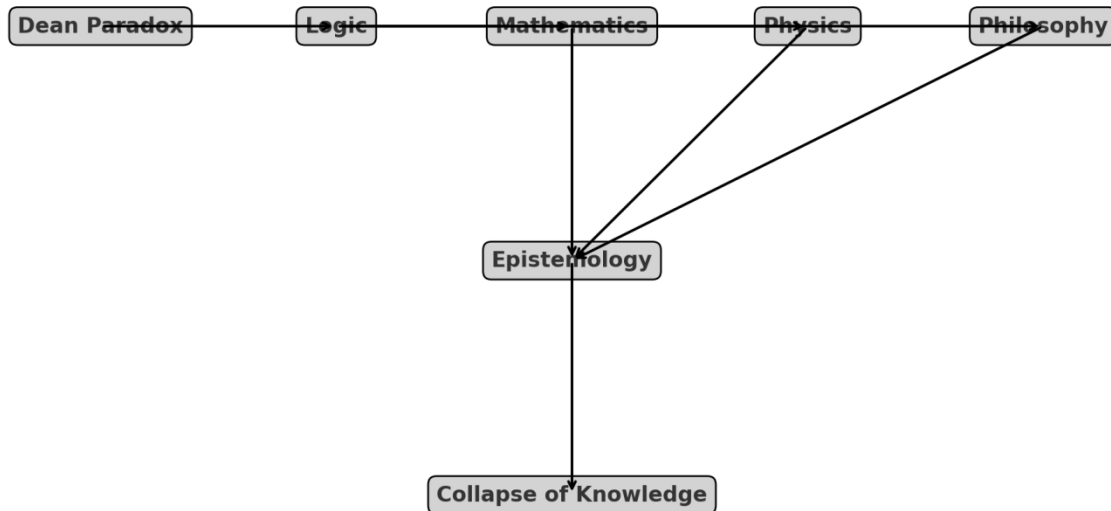 Dean Paradox
Logic
Mathematics
Physics
Philosophy
Epistemology
Collapse of Knowledge